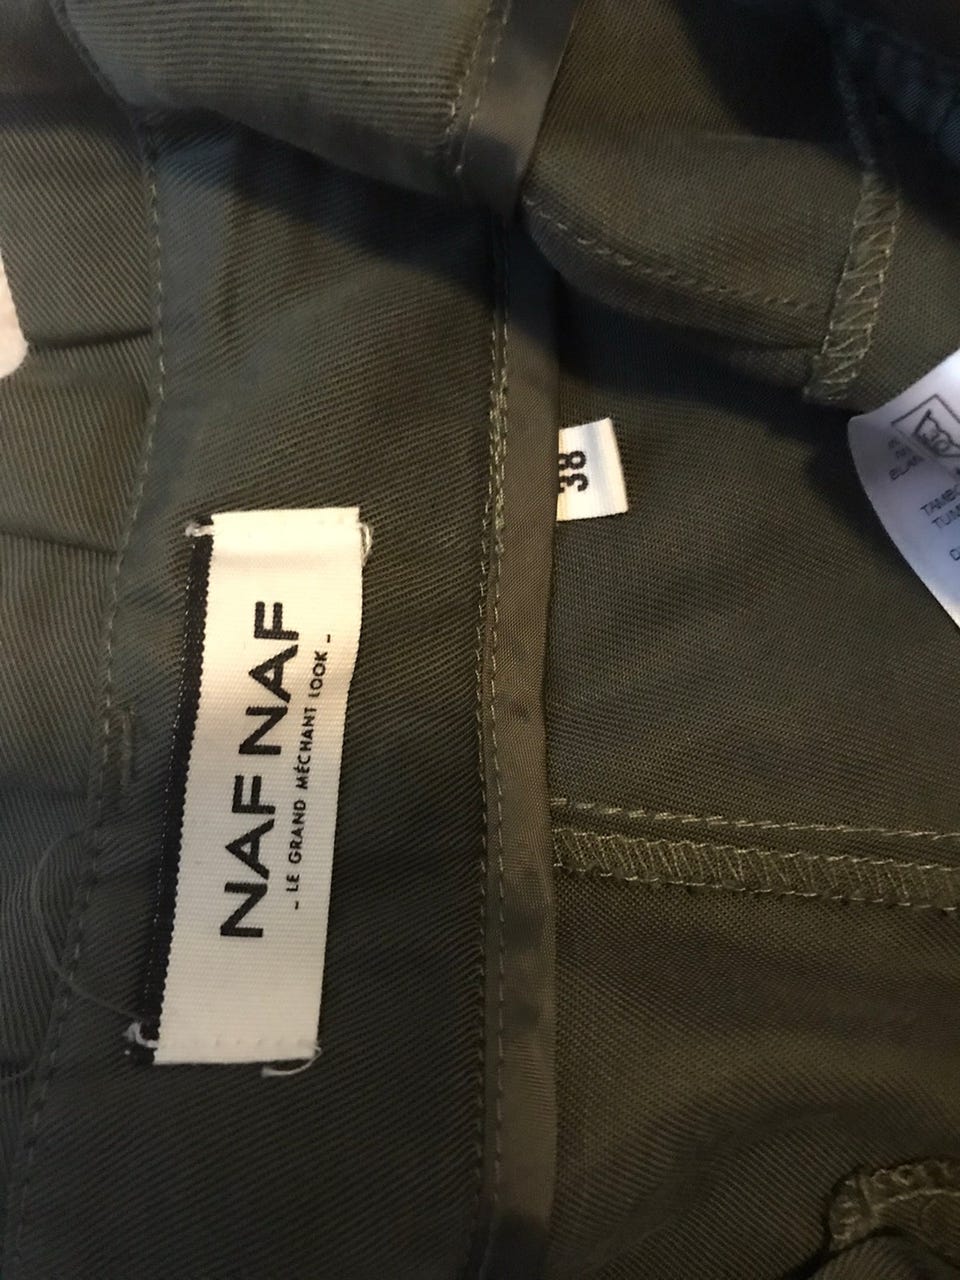 NAF NAF
- LE GRAND MÉCHANT LOOK -
38